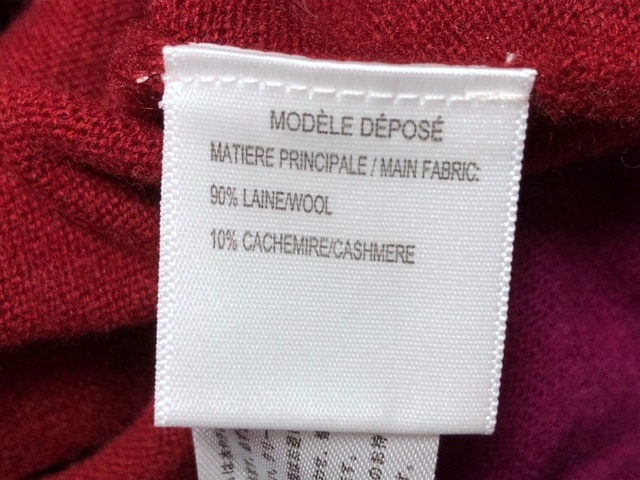 MODÈLE DÉPOSÉ
MATIERE PRINCIPALE / MAIN FABRIC:
90% LAINE/WOOL
10% CACHEMIRE/CASHMERE